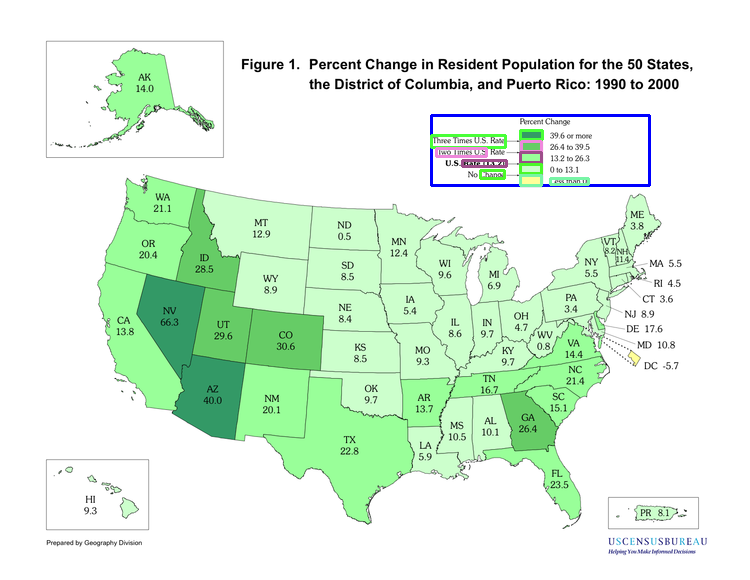 Figure 1. Percent Change in Resident Population for the 50 States,
the District of Columbia, and Puerto Rico: 1990 to 2000
AK
14.0
Percent Change
Three Times U.S. Rate
39.6 or more
26.4 to 39.5
Two Times U.S. Rate
13.2 to 26.3
U.S. Rate (13.2)
0 to 13.1
No Change
Less than 0
WA
21.1
OR
20.4
CA
13.8
ID
28.5
NV
66.3
MT
12.9
WY
8.9
UT
29.6
CO
30.6
AZ
40.0
NM
20.1
ND
0.5
SD
8.5
NE
8.4
KS
8.5
OK
9.7
TX
22.8
MN
12.4
IA
5.4
MO
9.3
AR
13.7
LA
5.9
WI
9.6
IL
8.6
MI
6.9
IN
9.7
OH
4.7
KY
9.7
TN
16.7
MS
10.5
AL
10.1
GA
26.4
FL
23.5
SC
15.1
NC
21.4
VA
14.4
WV
0.8
PA
3.4
NY
5.5
VT
8.2
NH
11.4
ME
3.8
MA 5.5
RI 4.5
CT 3.6
NJ 8.9
DE 17.6
MD 10.8
DC -5.7
HI
9.3
PR 8.1
Prepared by Geography Division
USCENSUSBUREAU
Helping You Make Informed Decisions